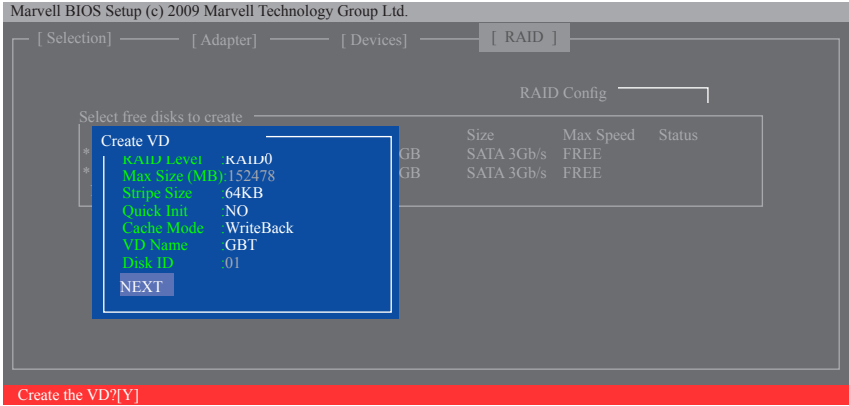 Marvell BIOS Setup (c) 2009 Marvell Technology Group Ltd.
[ Selection] [ Adapter] [ Devices] [ RAID ]
RAID Config
Select free disks to create
Size Max Speed Status
* GB SATA 3Gb/s FREE
* GB SATA 3Gb/s FREE
Create VD
RAID Level :RAID0
Max Size (MB):152478
Stripe Size :64KB
Quick Init :NO
Cache Mode :WriteBack
VD Name :GBT
Disk ID :01
NEXT
Create the VD?[Y]